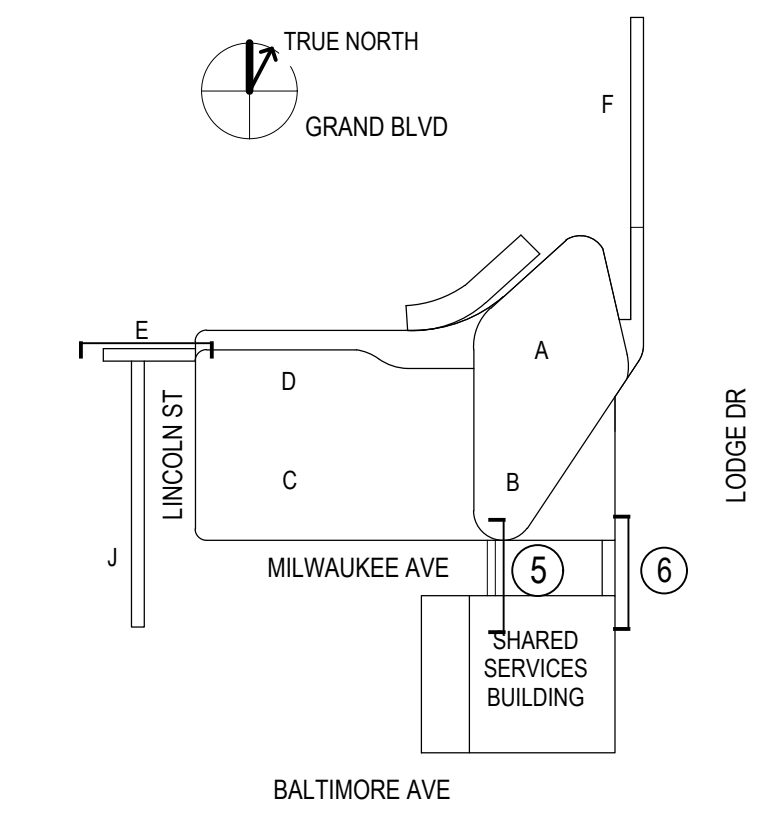 TRUE NORTH
F
GRAND BLVD
E
A
D
LINCOLN ST
LODGE DR
C
B
J
MILWAUKEE AVE
5
6
SHARED
SERVICES
BUILDING
BALTIMORE AVE